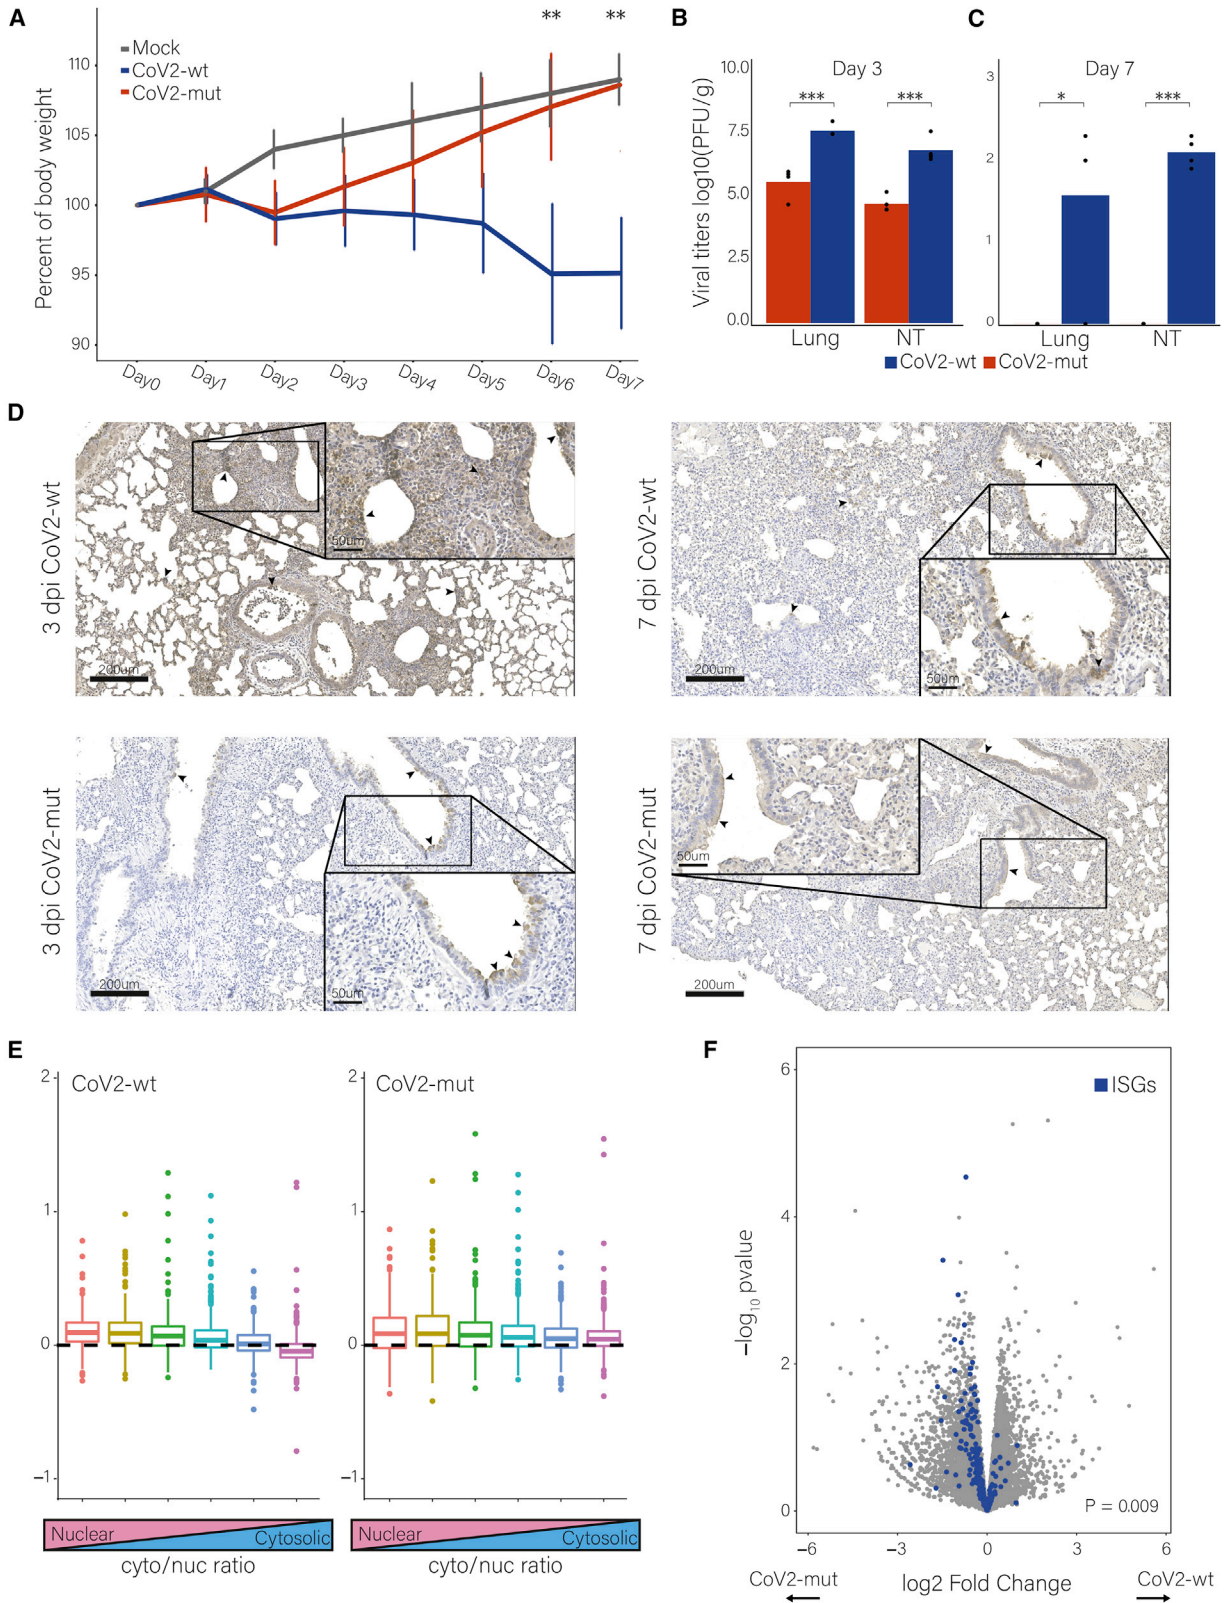 A
**
**
Mock
CoV2-wt
CoV2-mut
Percent of body weight
110
105
100
95
90
Day0
Day1
Day2
Day3
Day4
Day5
Day6
Day7
B
Day 3
***
***
Viral titers log10(PFU/g)
10.0
7.5
5.0
2.5
0.0
Lung
NT
C
Day 7
*
***
3
2
1
0
Lung
NT
CoV2-wt
CoV2-mut
D
3 dpi CoV2-wt
50um
200um
7 dpi CoV2-wt
50um
200um
3 dpi CoV2-mut
50um
200um
7 dpi CoV2-mut
50um
200um
E
CoV2-wt
2
1
0
−1
Nuclear
Cytosolic
cyto/nuc ratio
CoV2-mut
2
1
0
−1
Nuclear
Cytosolic
cyto/nuc ratio
F
ISGs
−log10 pvalue
6
4
2
0
P = 0.009
−6
−3
0
3
6
log2 Fold Change
CoV2-mut
CoV2-wt